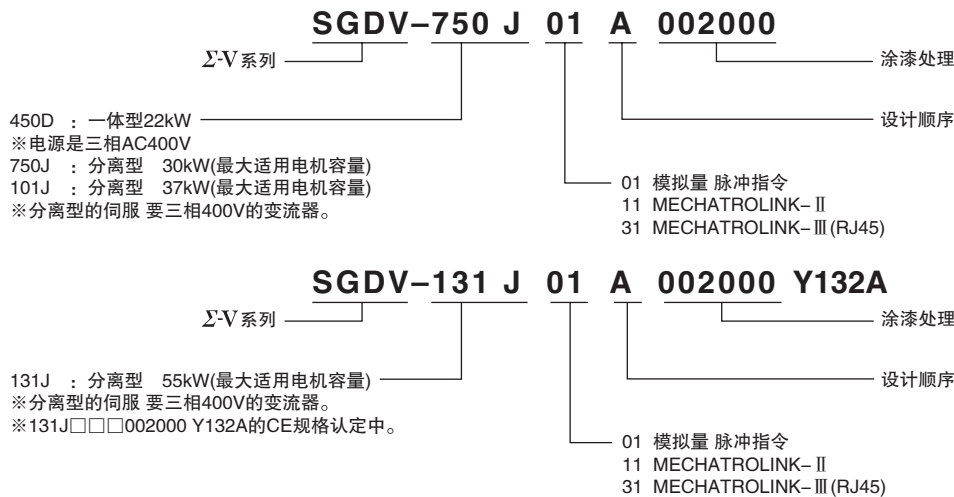 SGDV–750 J 01 A 002000
Σ-V系列
涂漆处理
450D ：一体型22kW
设计顺序
※电源是三相AC400V
750J ：分离型 30kW(最大适用电机容量)
101J ：分离型 37kW(最大适用电机容量)
※分离型的伺服 要三相400V的变流器。
01 模拟量 脉冲指令
11 MECHATROLINK–Ⅱ
31 MECHATROLINK–Ⅲ(RJ45)
SGDV–131 J 01 A 002000 Y132A
Σ-V系列
涂漆处理
131J ：分离型 55kW(最大适用电机容量)
设计顺序
※分离型的伺服 要三相400V的变流器。
※131J□□□002000 Y132A的CE规格认定中。
01 模拟量 脉冲指令
11 MECHATROLINK–Ⅱ
31 MECHATROLINK–Ⅲ(RJ45)